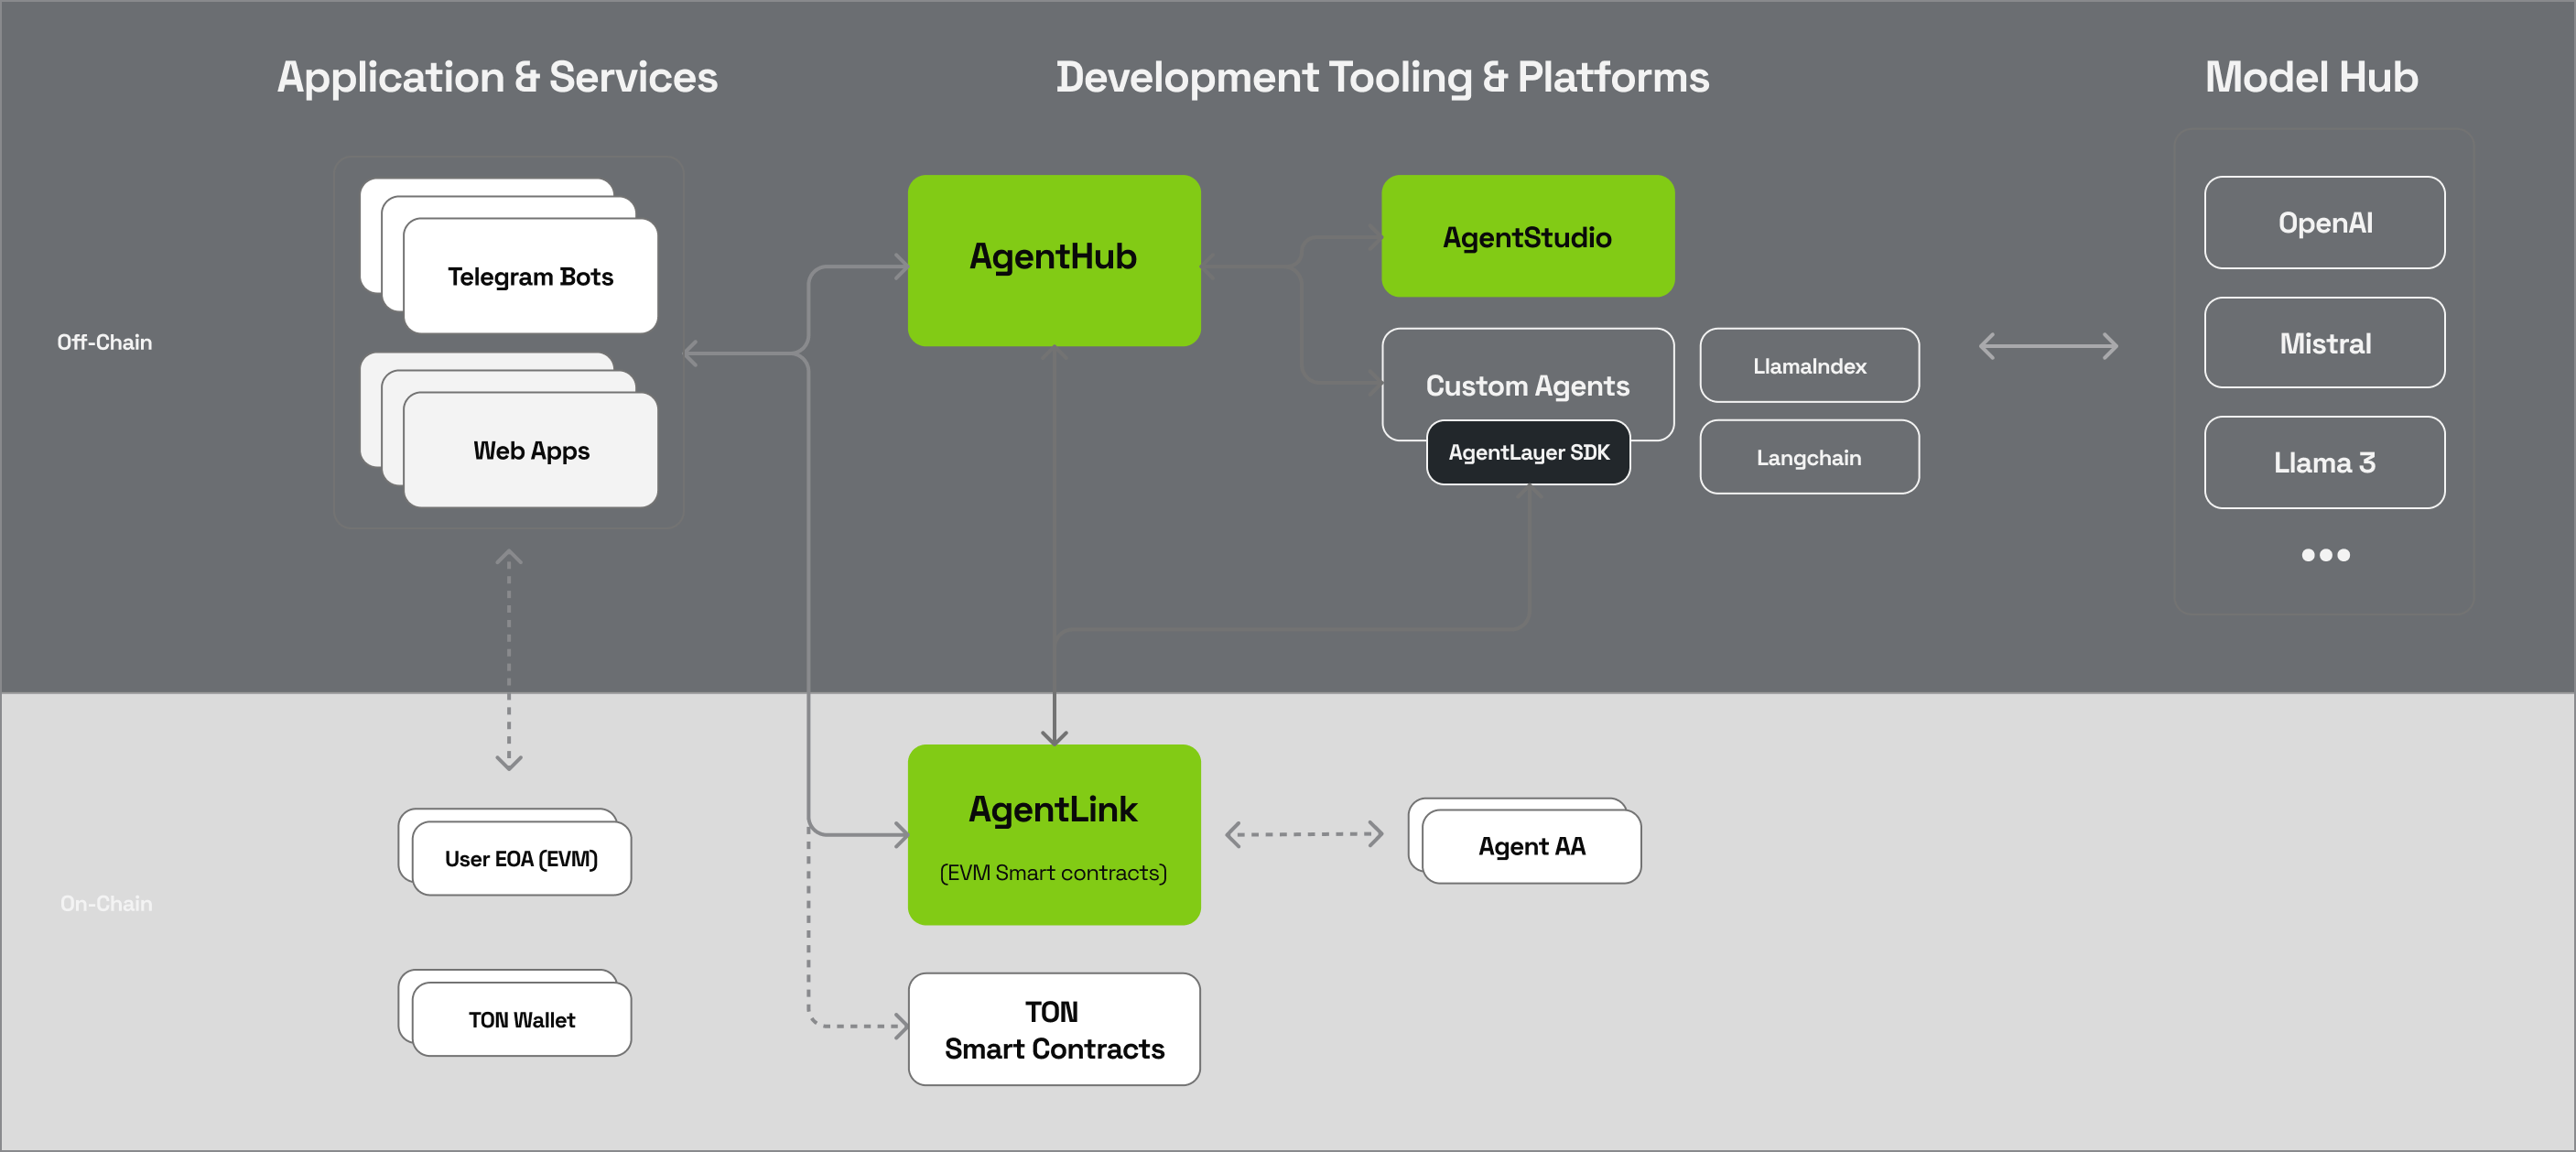 Application & Services
Development Tooling & Platforms
Model Hub
Off-Chain
Telegram Bots
Web Apps
AgentHub
AgentStudio
Custom Agents
AgentLayer SDK
LlamaIndex
Langchain
OpenAI
Mistral
Llama 3
On-Chain
User EOA (EVM)
TON Wallet
AgentLink
(EVM Smart contracts)
TON
Smart Contracts
Agent AA